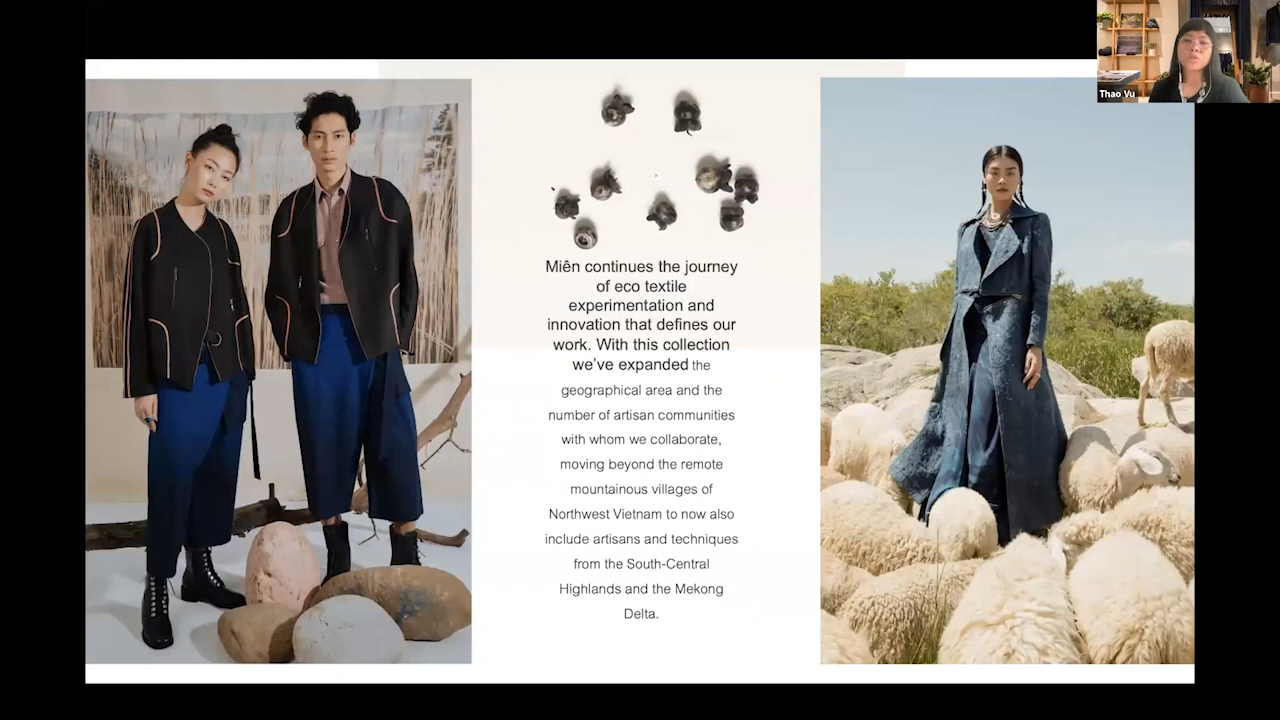 Thao Vu
Miên continues the journey
of eco textile
experimentation and
innovation that defines our
work. With this collection
we've expanded the
geographical area and the
number of artisan communities
with whom we collaborate,
moving beyond the remote
mountainous villages of
Northwest Vietnam to now also
include artisans and techniques
from the South-Central
Highlands and the Mekong
Delta.